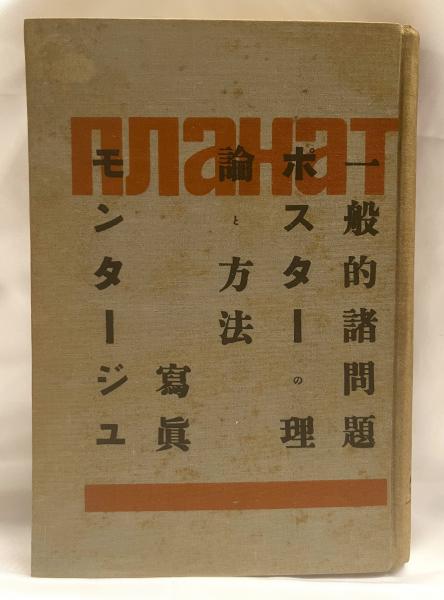 планат
一般的諸問題
ポスターの理
論と方法
寫眞
モンタージュ